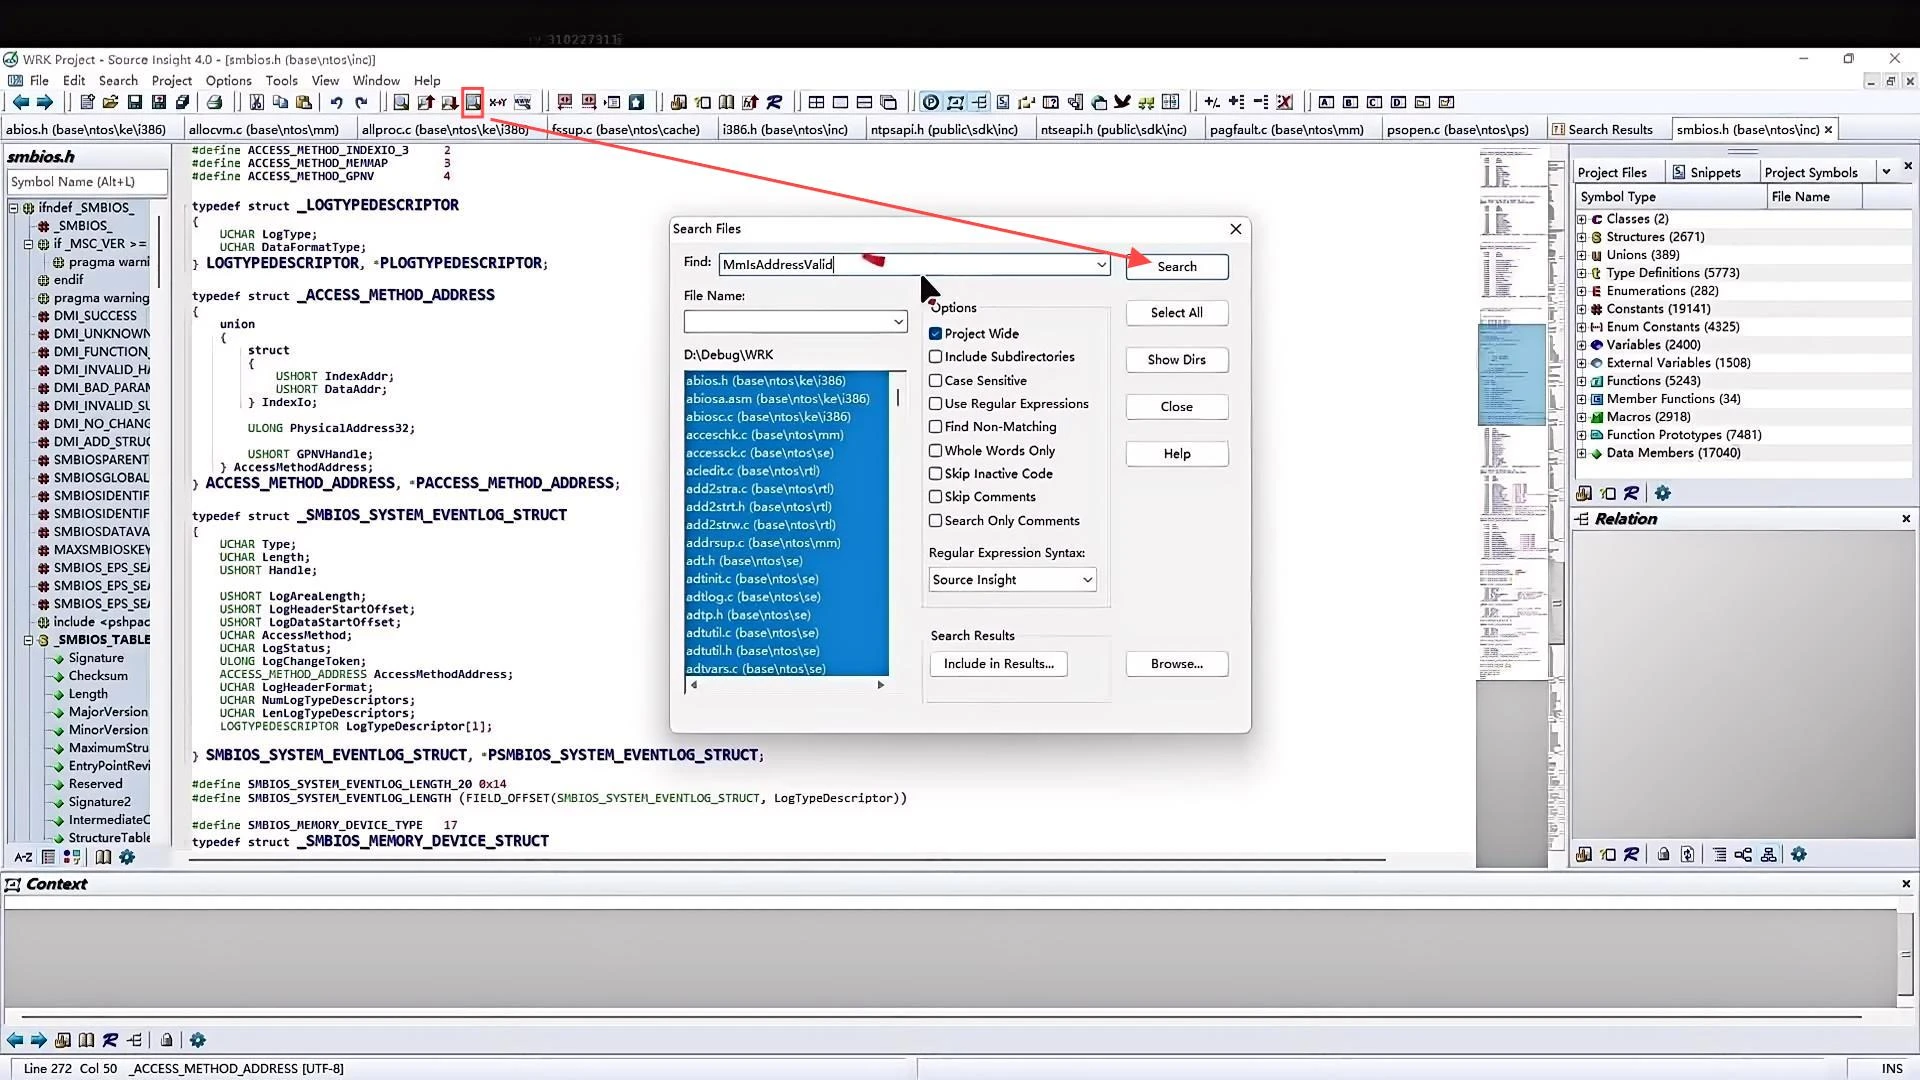 310227311
WRK Project - Source Insight 4.0 - [smbios.h (base\ntos\inc)]
File Edit Search Project Options Tools View Window Help
abios.h (base\ntos\ke\i386) allocvm.c (base\ntos\mm) allproc.c (base\ntos\ke\i386) fssup.c (base\ntos\cache) i386.h (base\ntos\inc) ntpsapi.h (public\sdk\inc) ntseapi.h (public\sdk\inc) pagfault.c (base\ntos\mm) psopen.c (base\ntos\ps) Search Results smbios.h (base\ntos\inc)
smbios.h
Symbol Name (Alt+L)
ifndef _SMBIOS_
_SMBIOS_
if _MSC_VER >=
pragma warni
endif
pragma warning
DMI_SUCCESS
DMI_UNKNOWN
DMI_FUNCTION_
DMI_INVALID_HA
DMI_BAD_PARAM
DMI_INVALID_SU
DMI_NO_CHANG
DMI_ADD_STRUC
SMBIOSPARENT
SMBIOSGLOBAL
SMBIOSIDENTIF
SMBIOSIDENTIF
SMBIOSDATAVA
MAXSMBIOSKEY
SMBIOS_EPS_SEA
SMBIOS_EPS_SEA
SMBIOS_EPS_SEA
include <pshpac
_SMBIOS_TABLE
Signature
Checksum
Length
MajorVersion
MinorVersion
MaximumStru
EntryPointRevi
Reserved
Signature2
IntermediateC
StructureTable
A-Z
#define ACCESS_METHOD_INDEXIO_3 2
#define ACCESS_METHOD_MEMMAP 3
#define ACCESS_METHOD_GPNV 4
typedef struct _LOGTYPEDESCRIPTOR
{
UCHAR LogType;
UCHAR DataFormatType;
} LOGTYPEDESCRIPTOR, *PLOGTYPEDESCRIPTOR;
typedef struct _ACCESS_METHOD_ADDRESS
{
union
{
struct
{
USHORT IndexAddr;
USHORT DataAddr;
} IndexIo;
ULONG PhysicalAddress32;
USHORT GPNVHandle;
} AccessMethodAddress;
} ACCESS_METHOD_ADDRESS, *PACCESS_METHOD_ADDRESS;
typedef struct _SMBIOS_SYSTEM_EVENTLOG_STRUCT
{
UCHAR Type;
UCHAR Length;
USHORT Handle;
USHORT LogAreaLength;
USHORT LogHeaderStartOffset;
USHORT LogDataStartOffset;
UCHAR AccessMethod;
UCHAR LogStatus;
ULONG LogChangeToken;
ACCESS_METHOD_ADDRESS AccessMethodAddress;
UCHAR LogHeaderFormat;
UCHAR NumLogTypeDescriptors;
UCHAR LenLogTypeDescriptors;
LOGTYPEDESCRIPTOR LogTypeDescriptor[1];
} SMBIOS_SYSTEM_EVENTLOG_STRUCT, *PSMBIOS_SYSTEM_EVENTLOG_STRUCT;
#define SMBIOS_SYSTEM_EVENTLOG_LENGTH_20 0x14
#define SMBIOS_SYSTEM_EVENTLOG_LENGTH (FIELD_OFFSET(SMBIOS_SYSTEM_EVENTLOG_STRUCT, LogTypeDescriptor))
#define SMBIOS_MEMORY_DEVICE_TYPE 17
typedef struct _SMBIOS_MEMORY_DEVICE_STRUCT
Search Files
Find: MmIsAddressValid
Search
File Name:
Select All
D:\Debug\WRK
Show Dirs
abios.h (base\ntos\ke\i386)
abiosa.asm (base\ntos\ke\i386)
abiosc.c (base\ntos\ke\i386)
acceschk.c (base\ntos\mm)
accessck.c (base\ntos\se)
acledit.c (base\ntos\rtl)
add2stra.c (base\ntos\rtl)
add2strt.h (base\ntos\rtl)
add2strw.c (base\ntos\rtl)
addrsup.c (base\ntos\mm)
adt.h (base\ntos\se)
adtinit.c (base\ntos\se)
adtlog.c (base\ntos\se)
adtp.h (base\ntos\se)
adtutil.c (base\ntos\se)
adtutil.h (base\ntos\se)
adtvars.c (base\ntos\se)
Options
Project Wide
Include Subdirectories
Case Sensitive
Use Regular Expressions
Find Non-Matching
Whole Words Only
Skip Inactive Code
Skip Comments
Search Only Comments
Regular Expression Syntax:
Source Insight
Search Results
Include in Results...
Close
Help
Browse...
Project Files Snippets Project Symbols
Symbol Type File Name
Classes (2)
Structures (2671)
Unions (389)
Type Definitions (5773)
Enumerations (282)
Constants (19141)
Enum Constants (4325)
Variables (2400)
External Variables (1508)
Functions (5243)
Member Functions (34)
Macros (2918)
Function Prototypes (7481)
Data Members (17040)
Relation
Context
Line 272 Col 50 _ACCESS_METHOD_ADDRESS [UTF-8]
INS